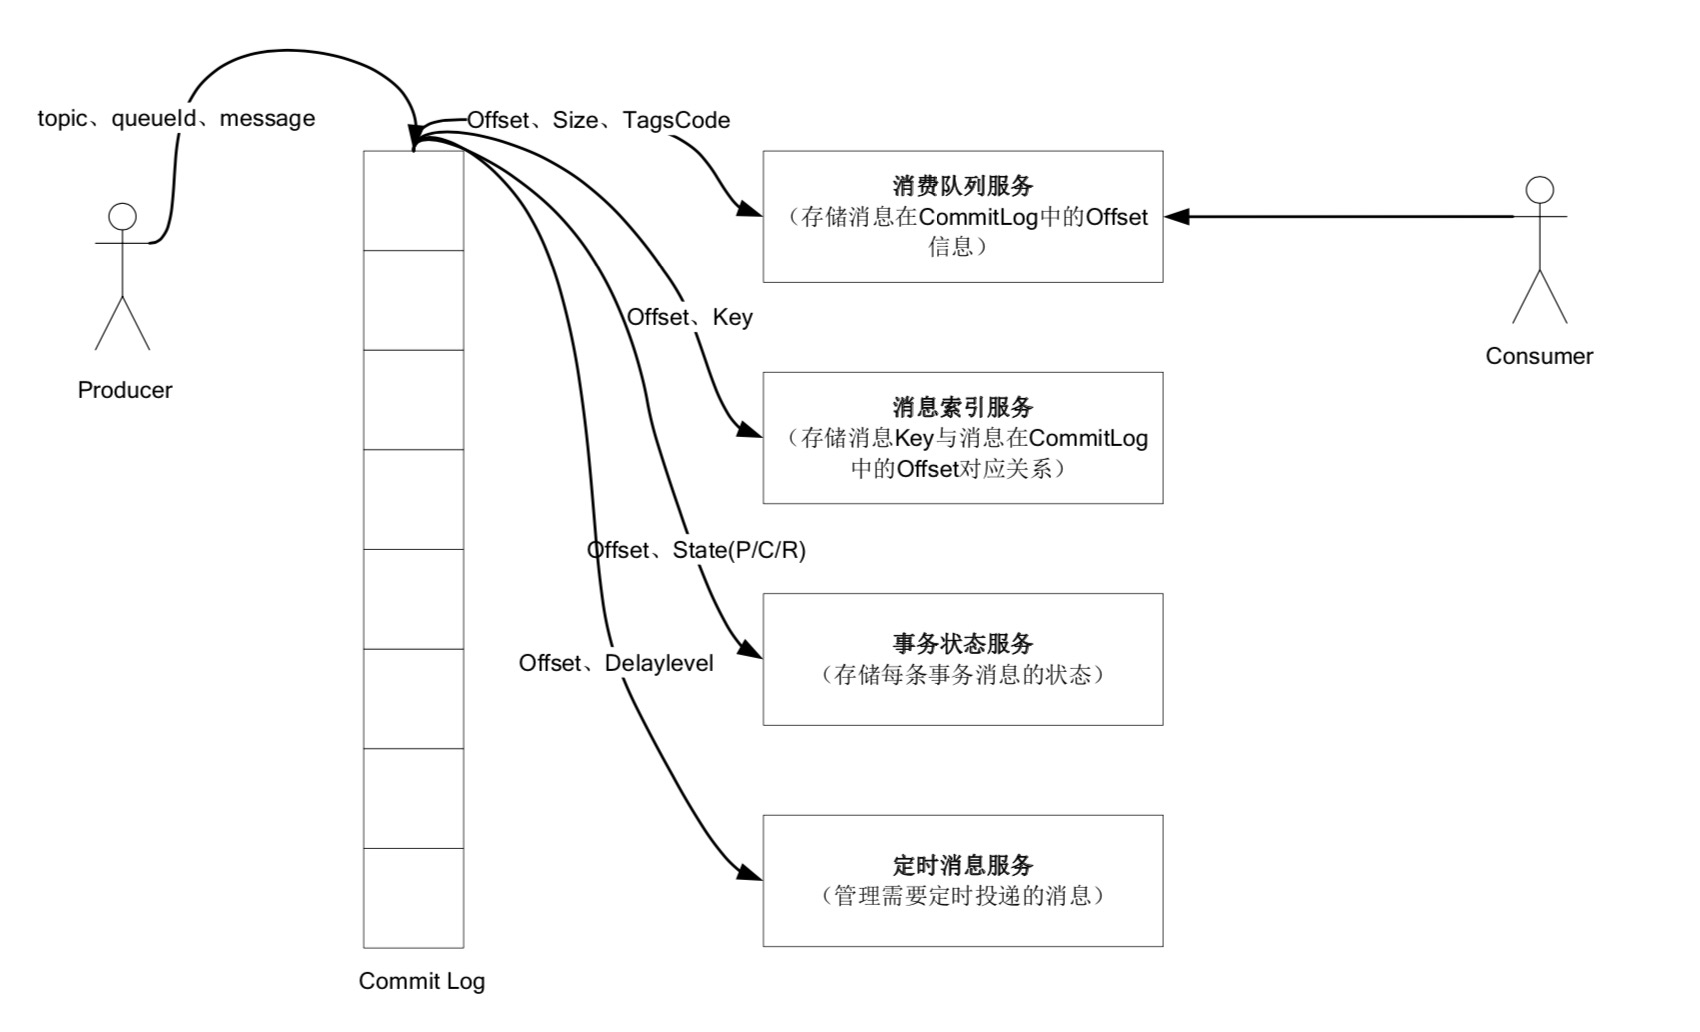 topic、queueId、message
Offset、Size、TagsCode
消费队列服务
（存储消息在CommitLog中的Offset
信息）
Offset、Key
Consumer
Producer
消息索引服务
（存储消息Key与消息在CommitLog
中的Offset对应关系）
Offset、State(P/C/R)
事务状态服务
（存储每条事务消息的状态）
Offset、Delaylevel
定时消息服务
（管理需要定时投递的消息）
Commit Log